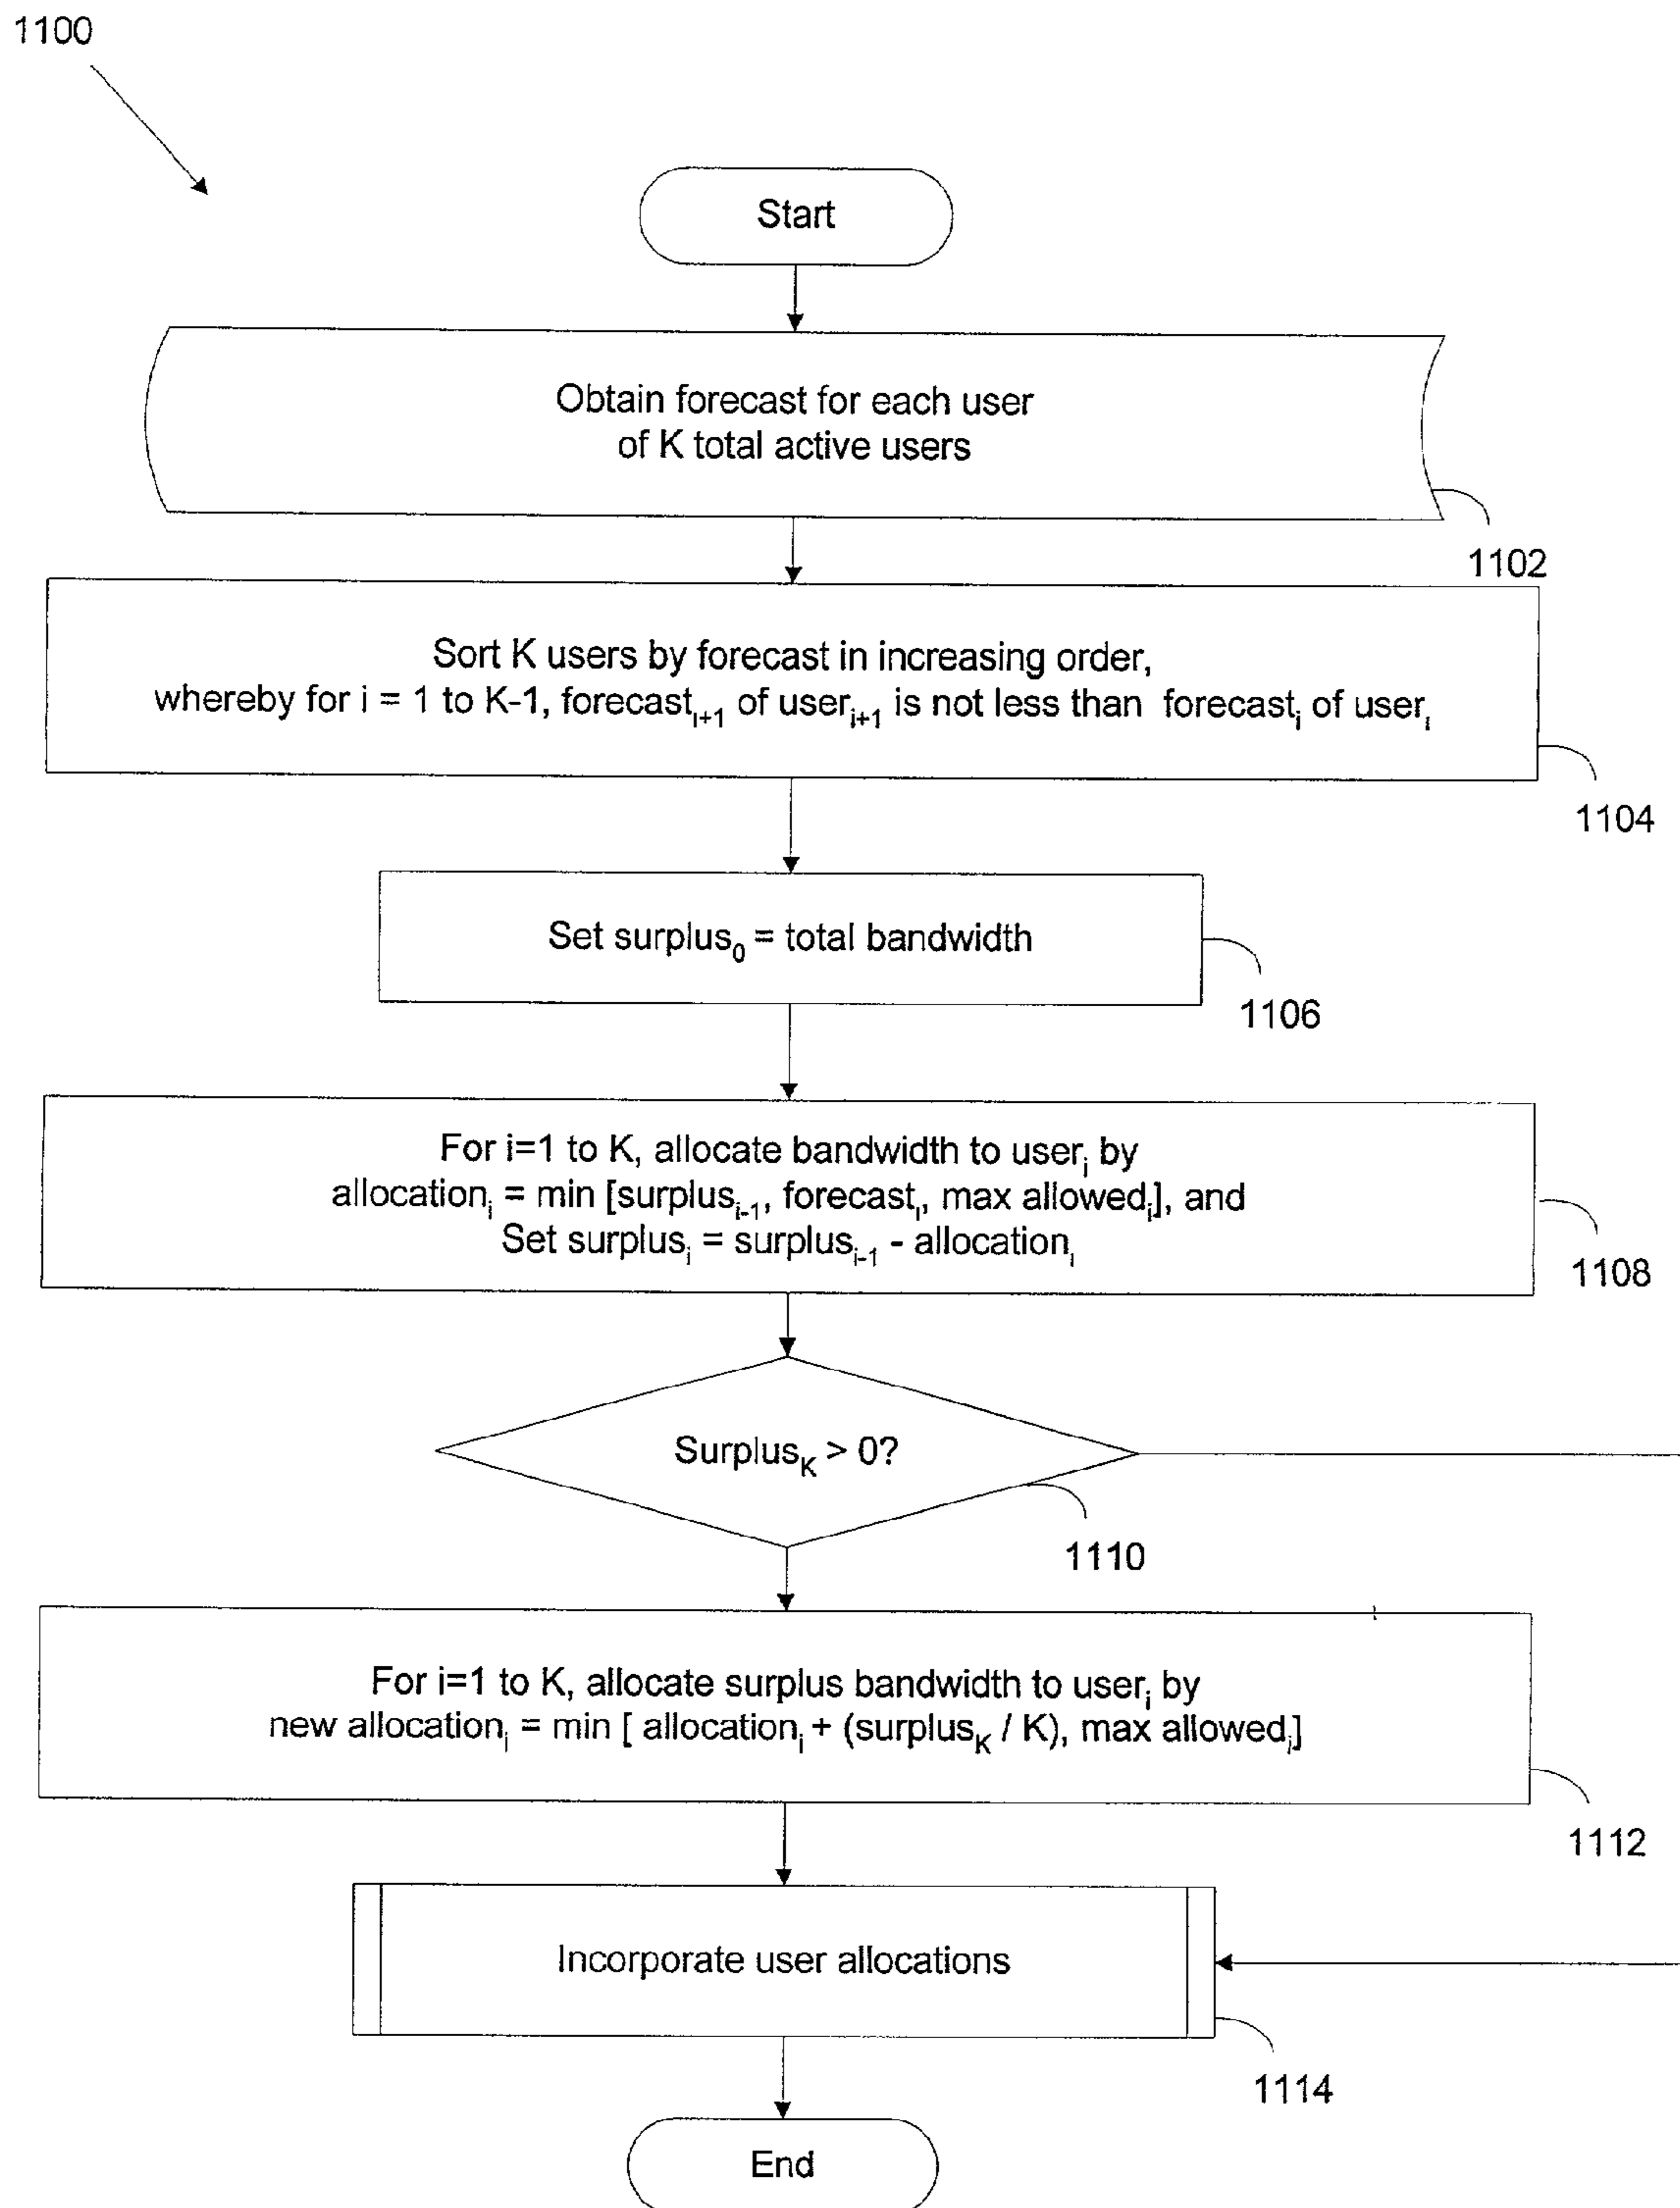 1100
Start
Obtain forecast for each user
of K total active users
1102
Sort K users by forecast in increasing order,
whereby for i = 1 to K-1, forecastᵢ₊₁ of userᵢ₊₁ is not less than forecastᵢ of userᵢ
1104
Set surplus₀ = total bandwidth
1106
For i=1 to K, allocate bandwidth to userᵢ by
allocationᵢ = min [surplusᵢ₋₁, forecastᵢ, max allowedᵢ], and
Set surplusᵢ = surplusᵢ₋₁ - allocationᵢ
1108
Surplus_K > 0?
1110
For i=1 to K, allocate surplus bandwidth to userᵢ by
new allocationᵢ = min [ allocationᵢ + (surplus_K / K), max allowedᵢ]
1112
Incorporate user allocations
1114
End